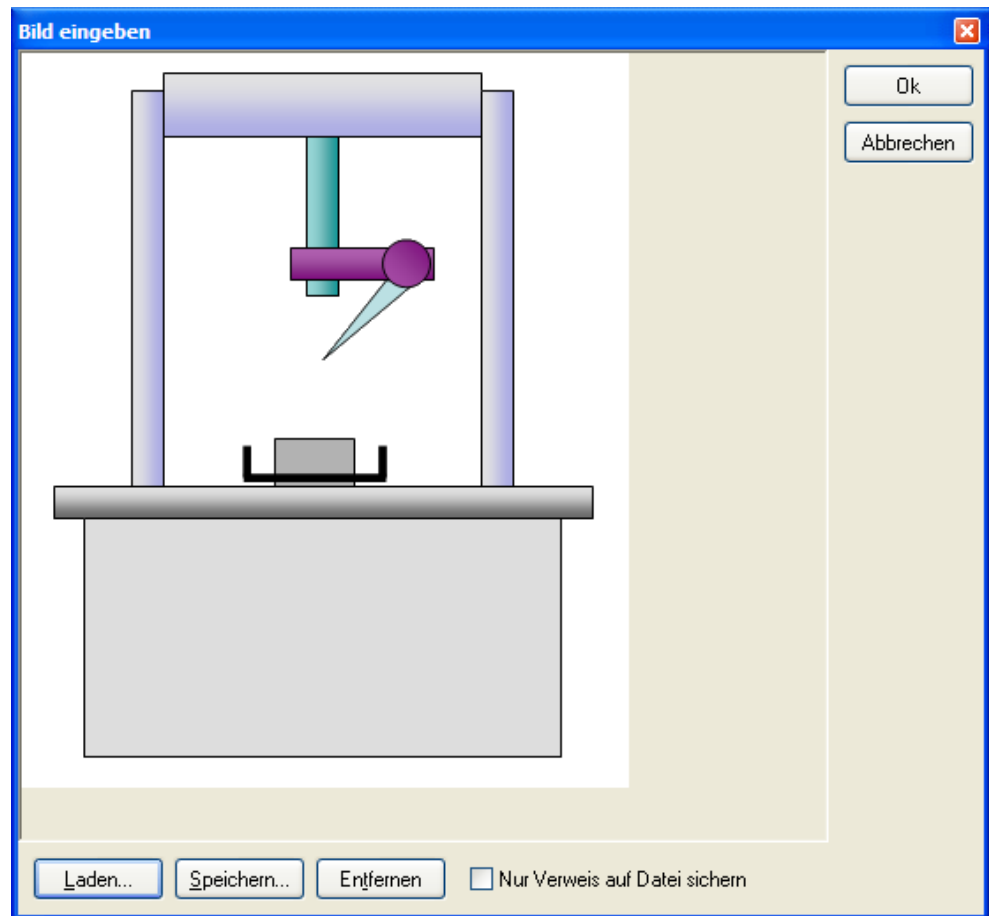 Bild eingeben
Ok
Abbrechen
Laden...
Speichern...
Entfernen
Nur Verweis auf Datei sichern